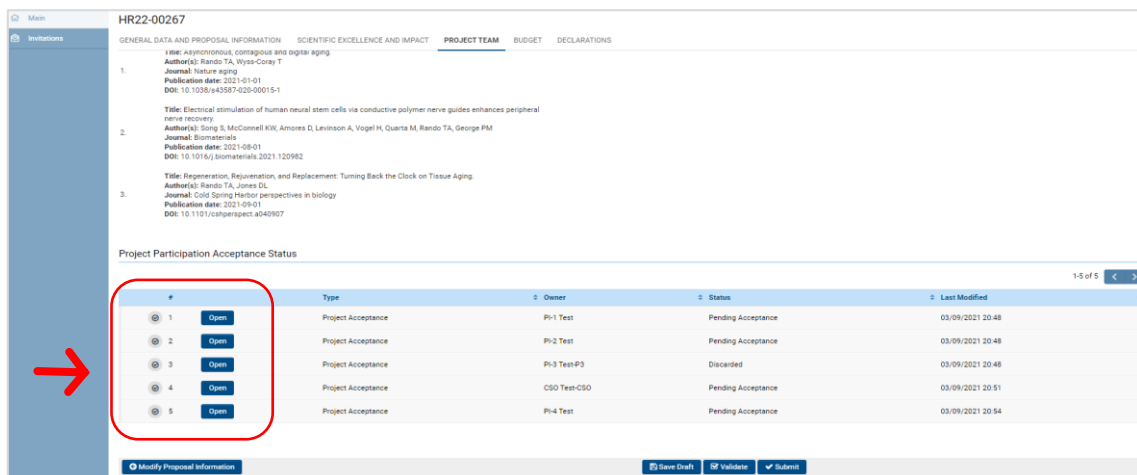 Main
HR22-00267
Invitations
GENERAL DATA AND PROPOSAL INFORMATION SCIENTIFIC EXCELLENCE AND IMPACT PROJECT TEAM BUDGET DECLARATIONS
Title: Asynchronous, contagious and digital aging.
Author(s): Rando TA, Wyss-Coray T
1. Journal: Nature aging
Publication date: 2021-01-01
DOI: 10.1038/s43587-020-00015-1
Title: Electrical stimulation of human neural stem cells via conductive polymer nerve guides enhances peripheral
nerve recovery.
2. Author(s): Song S, McConnell KW, Amores D, Levinson A, Vogel H, Quarta M, Rando TA, George PM
Journal: Biomaterials
Publication date: 2021-08-01
DOI: 10.1016/j.biomaterials.2021.120982
Title: Regeneration, Rejuvenation, and Replacement: Turning Back the Clock on Tissue Aging.
Author(s): Rando TA, Jones DL
3. Journal: Cold Spring Harbor perspectives in biology
Publication date: 2021-09-01
DOI: 10.1101/cshperspect.a040907
Project Participation Acceptance Status
1-5 of 5
# Type Owner Status Last Modified
1 Open Project Acceptance PI-1 Test Pending Acceptance 03/09/2021 20:48
2 Open Project Acceptance PI-2 Test Pending Acceptance 03/09/2021 20:48
3 Open Project Acceptance PI-3 Test-P3 Discarded 03/09/2021 20:48
4 Open Project Acceptance CSO Test-CSO Pending Acceptance 03/09/2021 20:51
5 Open Project Acceptance PI-4 Test Pending Acceptance 03/09/2021 20:54
Modify Proposal Information Save Draft Validate Submit